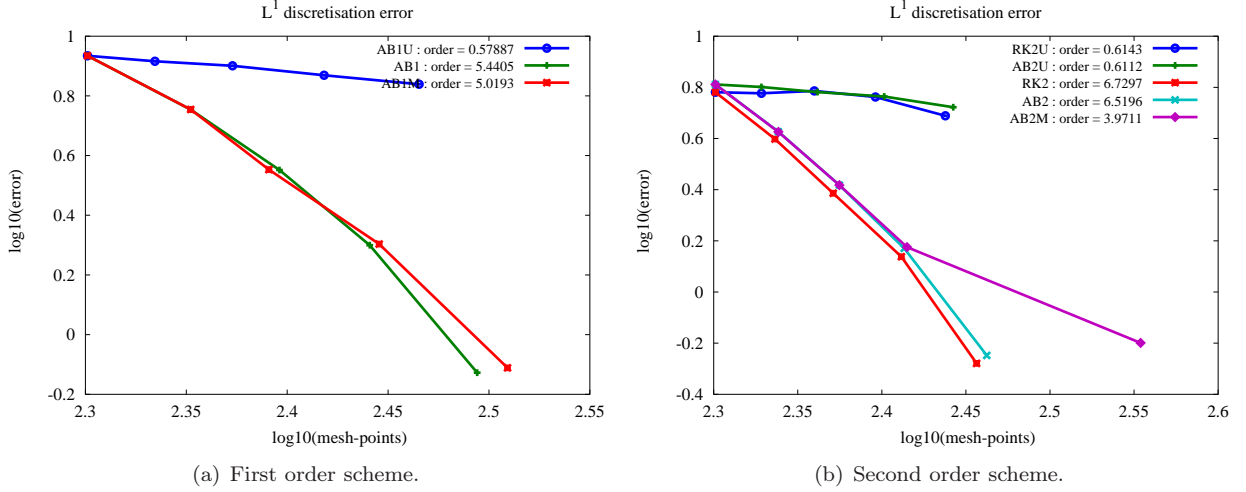 L1 discretisation error
1
0.8
0.6
0.4
0.2
0
-0.2
2.3
2.35
2.4
2.45
2.5
2.55
log10(error)
log10(mesh-points)
AB1U : order = 0.57887
AB1 : order = 5.4405
AB1M : order = 5.0193
(a) First order scheme.
L1 discretisation error
1
0.8
0.6
0.4
0.2
0
-0.2
-0.4
2.3
2.35
2.4
2.45
2.5
2.55
2.6
log10(error)
log10(mesh-points)
RK2U : order = 0.6143
AB2U : order = 0.6112
RK2 : order = 6.7297
AB2 : order = 6.5196
AB2M : order = 3.9711
(b) Second order scheme.